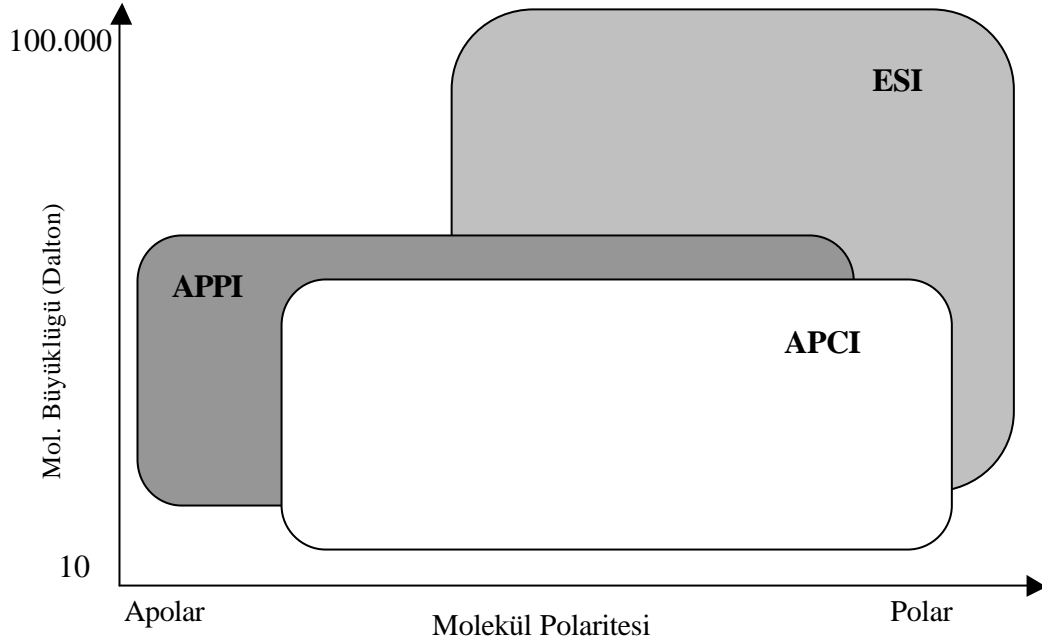 100.000
ESI
APPI
APCI
Mol. Büyüklügü (Dalton)
10
Apolar
Molekül Polaritesi
Polar